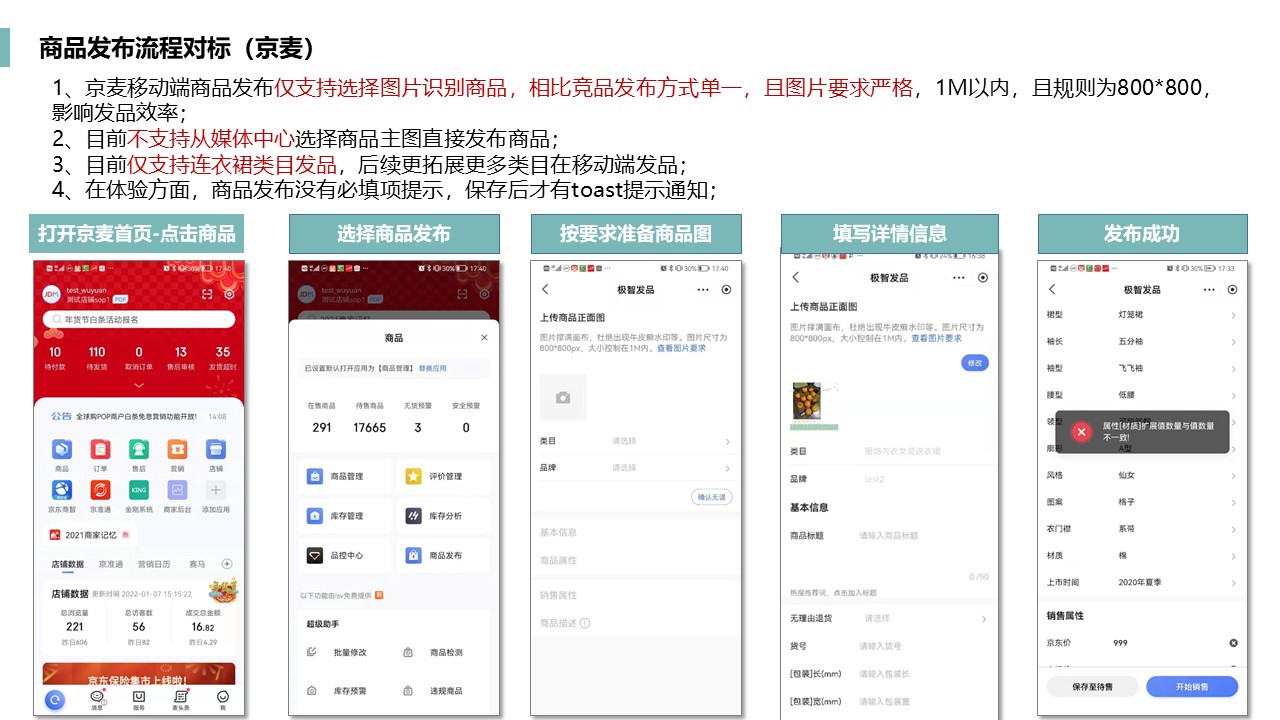 商品发布流程对标（京麦）
1、京麦移动端商品发布仅支持选择图片识别商品，相比竞品发布方式单一，且图片要求严格，1M以内，且规则为800*800，
影响发品效率；
2、目前不支持从媒体中心选择商品主图直接发布商品；
3、目前仅支持连衣裙类目发品，后续更拓展更多类目在移动端发品；
4、在体验方面，商品发布没有必填项提示，保存后才有toast提示通知；
打开京麦首页-点击商品
17:40
test_wuyuan
测试店铺sop1 POP
年货节白条活动报名
10 110 0 13 35
待付款 待发货 取消订单 售后审核 发货超时
公告 全球购POP商户白条免息营销功能开放! 14:08
商品 订单 售后 营销 店铺
京东商智 京准通 金刚系统 商家后台 添加应用
2021商家记忆
店铺数据 京准通 营销日历 赛马
店铺数据 更新时间 2022-01-07 15:15:22
总浏览量 总访客数 成交总金额
221 56 16.82
昨日606 昨日82 昨日4.29
京东保险集市上线啦!
消息 服务 麦头条 我
选择商品发布
17:40
test_wuyuan
测试店铺sop1 POP
2021商家记忆
商品
已设置默认打开应用为【商品管理】 替换应用
在售商品 待售商品 无货预警 安全预警
291 17665 3 0
商品管理 评价管理
库存管理 库存分析
品控中心 商品发布
以下功能由isv免费提供
超级助手
批量修改 商品检测
库存预警 违规商品
按要求准备商品图
17:40
极智发品
上传商品正面图
图片撑满画布，杜绝出现牛皮癣水印等。图片尺寸为
800*800px，大小控制在1M内。查看图片要求
类目 请选择
品牌 请选择
确认无误
基本信息
商品属性
销售属性
商品描述
填写详情信息
16:38
极智发品
上传商品正面图
图片撑满画布，杜绝出现牛皮癣水印等。图片尺寸为
800*800px，大小控制在1M内。查看图片要求
修改
类目 服饰内衣女装连衣裙
品牌 test2
基本信息
商品标题 请输入商品标题
0 /50
热搜推荐词，点击加入标题
无理由退货 请选择
货号 请输入货号
[包装]长(mm) 请输入包装长
[包装]宽(mm) 请输入包装宽
发布成功
17:33
极智发品
裙型 灯笼裙
袖长 五分袖
袖型 飞飞袖
腰型 低腰
属性[材质]扩展值数量与值数量
不一致!
廓形 A型
风格 仙女
图案 格子
衣门襟 系带
材质 棉
上市时间 2020年夏季
销售属性
京东价 999
保存至待售 开始销售